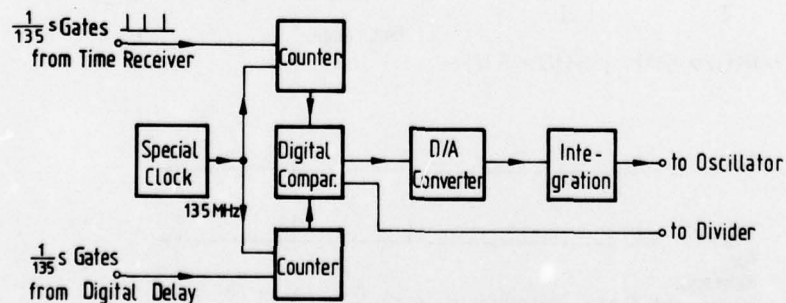 1/135 s Gates
from Time Receiver
Counter
Special
Clock
135 MHz
Digital
Compar.
D/A
Converter
Inte-
gration
to Oscillator
to Divider
1/135 s Gates
from Digital Delay
Counter